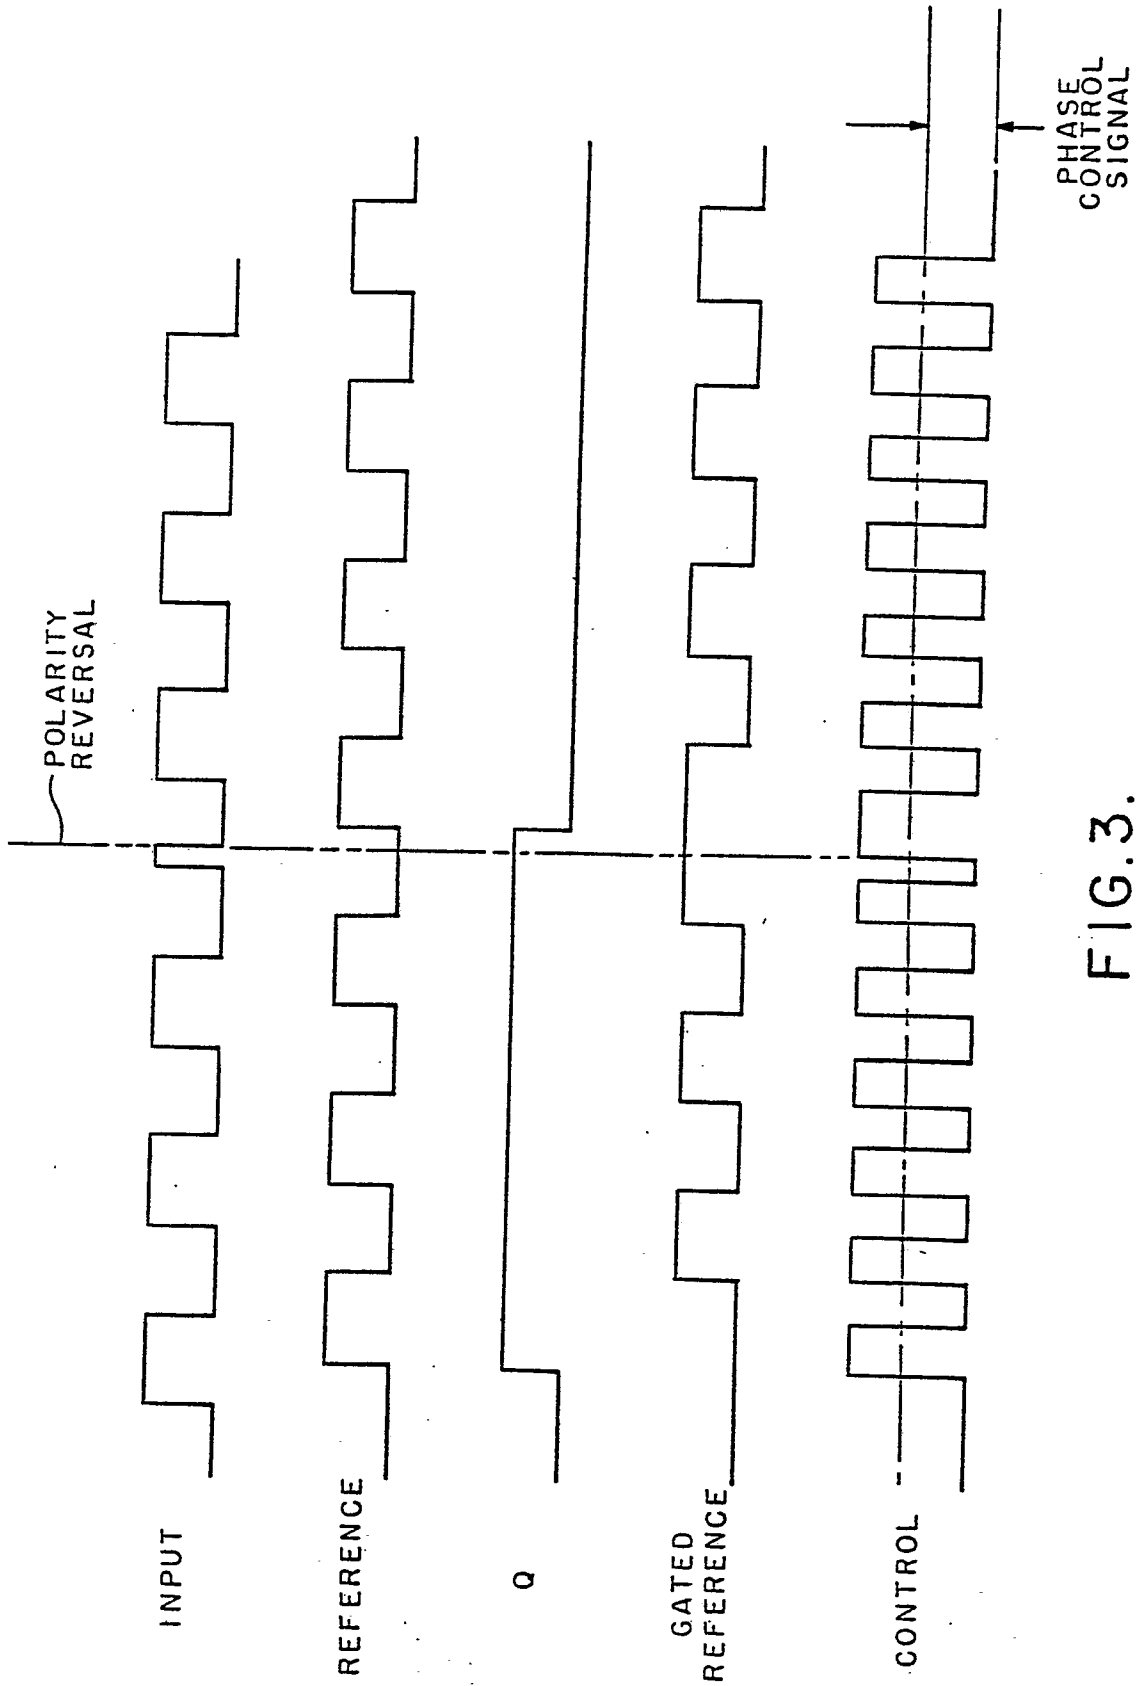 POLARITY
REVERSAL
INPUT
REFERENCE
Q
GATED
REFERENCE
CONTROL
PHASE
CONTROL
SIGNAL
FIG. 3.